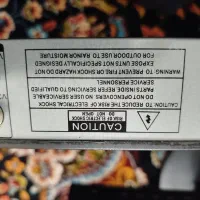 CAUTION
RISK OF ELECTRIC SHOCK
DO NOT OPEN
CAUTION: TO REDUCE THE RISK OF ELECTRICAL SHOCK
DO NOT OPEN COVERS. NO USER SERVICEABLE
PARTS INSIDE REFER SERVICING TO QUALIFIED
SERVICE PERSONNEL
WARNING: TO PREVENT FIRE OR SHOCK HAZARD DO NOT
EXPOSE UNITS NOT SPECIFICALLY DESIGNED
FOR OUTDOOR USE TO RAIN OR MOISTURE